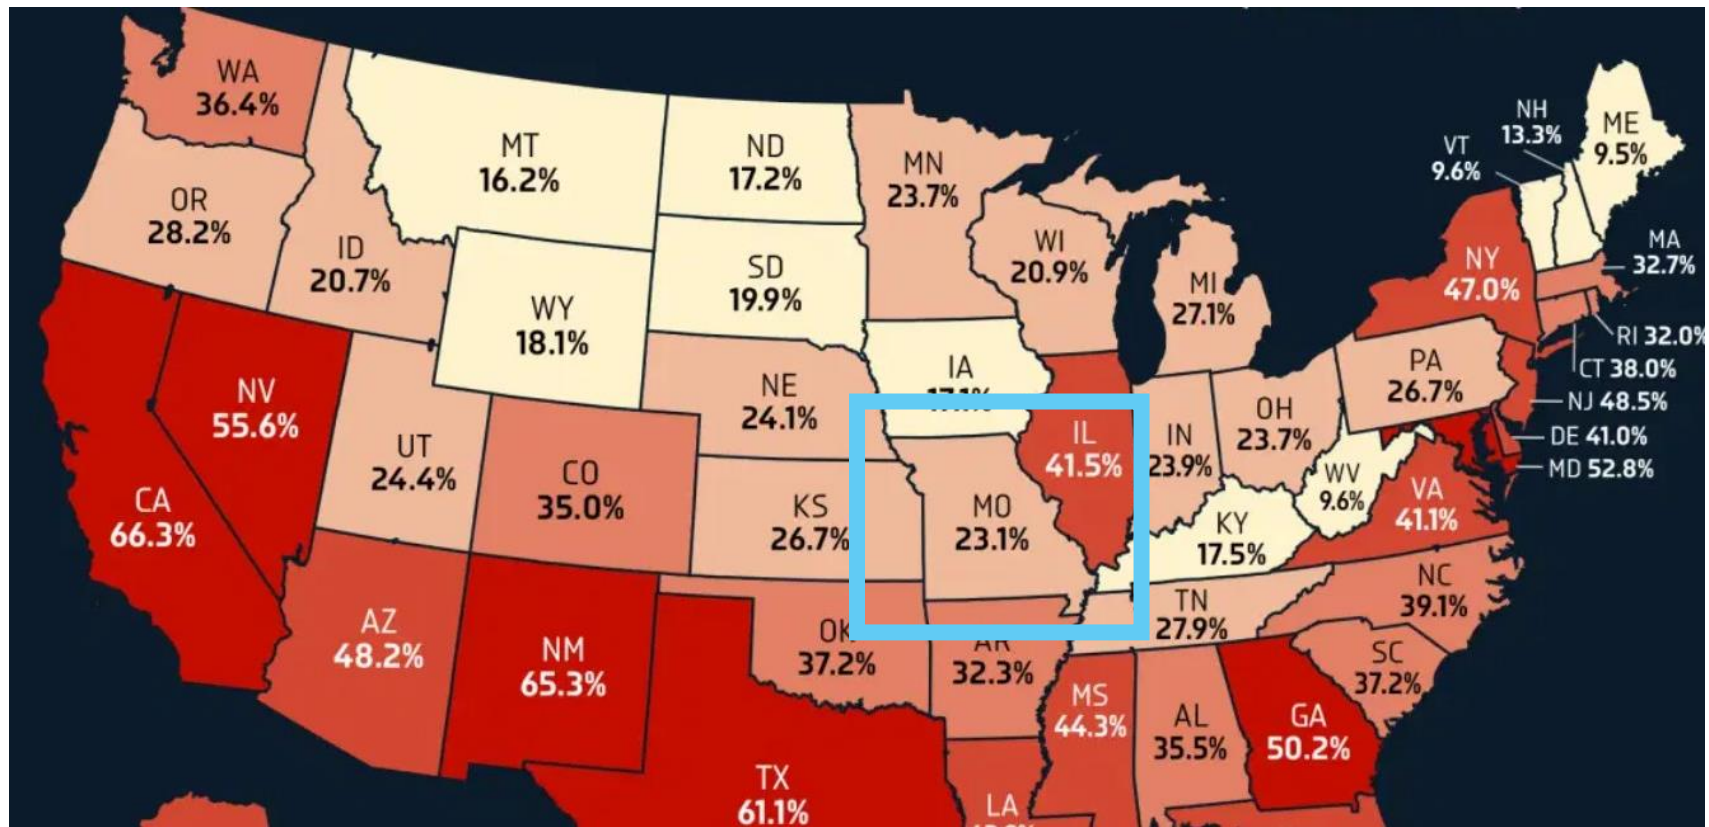 WA
36.4%
OR
28.2%
ID
20.7%
MT
16.2%
ND
17.2%
MN
23.7%
WI
20.9%
MI
27.1%
SD
19.9%
WY
18.1%
NE
24.1%
IA
NV
55.6%
UT
24.4%
CO
35.0%
CA
66.3%
KS
26.7%
MO
23.1%
IL
41.5%
IN
23.9%
OH
23.7%
PA
26.7%
NY
47.0%
VT
9.6%
NH
13.3%
ME
9.5%
MA
32.7%
RI 32.0%
CT 38.0%
NJ 48.5%
DE 41.0%
MD 52.8%
WV
9.6%
VA
41.1%
KY
17.5%
NC
39.1%
TN
27.9%
SC
37.2%
AZ
48.2%
NM
65.3%
OK
37.2%
AR
32.3%
MS
44.3%
AL
35.5%
GA
50.2%
TX
61.1%
LA